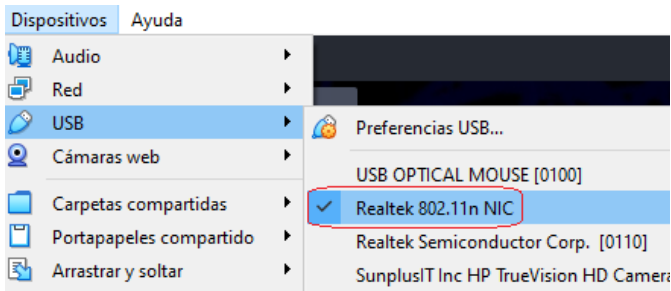 Dispositivos Ayuda
Audio
Red
USB
Preferencias USB...
Cámaras web
USB OPTICAL MOUSE [0100]
Carpetas compartidas
Realtek 802.11n NIC
Portapapeles compartido
Realtek Semiconductor Corp. [0110]
Arrastrar y soltar
SunplusIT Inc HP TrueVision HD Camera